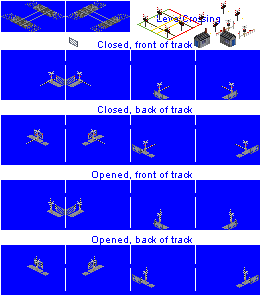 Level Crossing
Closed, front of track
Closed, back of track
Opened, front of track
Opened, back of track